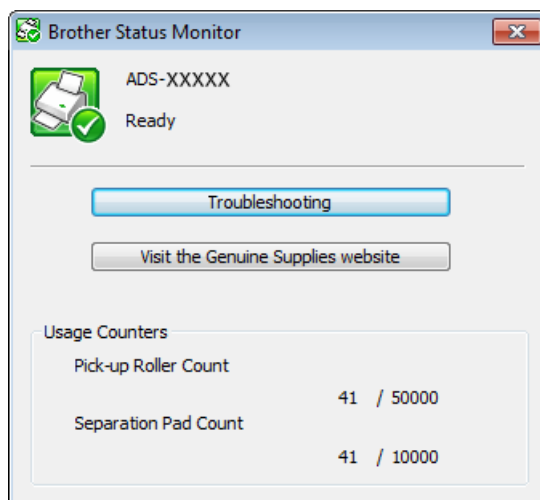 Brother Status Monitor
ADS-XXXXX
Ready
Troubleshooting
Visit the Genuine Supplies website
Usage Counters
Pick-up Roller Count
41 / 50000
Separation Pad Count
41 / 10000